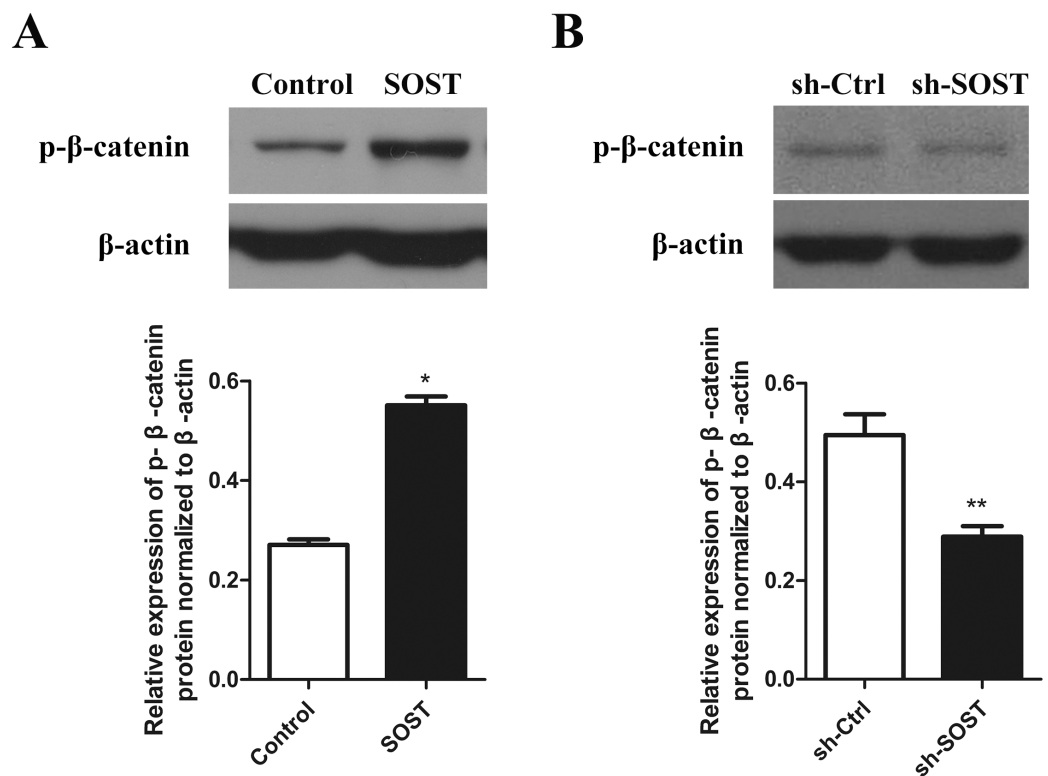 A
Control SOST
p-β-catenin
β-actin
Relative expression of p- β -catenin
protein normalized to β -actin
0.6
0.4
0.2
0.0
*
Control
SOST
B
sh-Ctrl sh-SOST
p-β-catenin
β-actin
Relative expression of p- β -catenin
protein normalized to β -actin
0.6
0.4
0.2
0.0
**
sh-Ctrl
sh-SOST